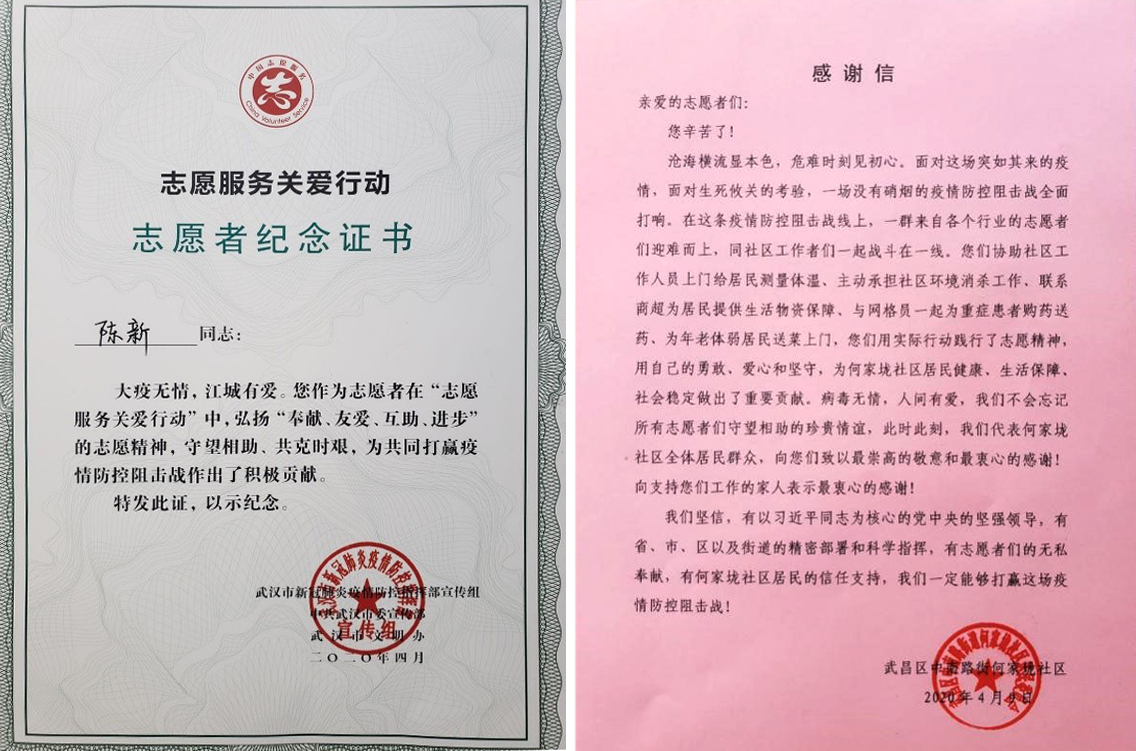 中国志愿服务
志
China Volunteer Service
志愿服务关爱行动
志愿者纪念证书
陈新 同志：
大疫无情，江城有爱。您作为志愿者在“志愿
服务关爱行动”中，弘扬“奉献、友爱、互助、进步”
的志愿精神，守望相助、共克时艰，为共同打赢疫
情防控阻击战作出了积极贡献。
特发此证，以示纪念。
武汉市新冠肺炎疫情防控指挥部宣传组
中共武汉市委宣传部
武汉市文明办
二〇二〇年四月
武汉市新冠肺炎疫情防控指挥部
宣传组
感谢信
亲爱的志愿者们：
您辛苦了！
沧海横流显本色，危难时刻见初心。面对这场突如其来的疫
情，面对生死攸关的考验，一场没有硝烟的疫情防控阻击战全面
打响。在这条疫情防控阻击战线上，一群来自各个行业的志愿者
们迎难而上，同社区工作者们一起战斗在一线。您们协助社区工
作人员上门给居民测量体温、主动承担社区环境消杀工作、联系
商超为居民提供生活物资保障、与网格员一起为重症患者购药送
药、为年老体弱居民送菜上门，您们用实际行动践行了志愿精神，
用自己的勇敢、爱心和坚守，为何家垅社区居民健康、生活保障、
社会稳定做出了重要贡献。病毒无情，人间有爱，我们不会忘记
所有志愿者们守望相助的珍贵情谊，此时此刻，我们代表何家垅
社区全体居民群众，向您们致以最崇高的敬意和最衷心的感谢！
向支持您们工作的家人表示最衷心的感谢！
我们坚信，有以习近平同志为核心的党中央的坚强领导，有
省、市、区以及街道的精密部署和科学指挥，有志愿者们的无私
奉献，有何家垅社区居民的信任支持，我们一定能够打赢这场疫
情防控阻击战！
武昌区中南路街何家垅社区
2020年4月9日